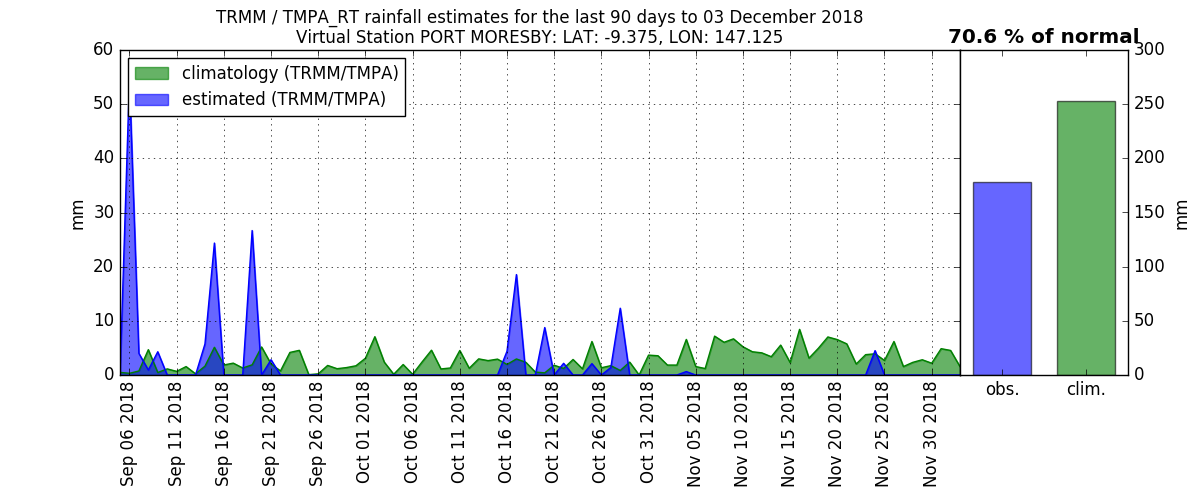 TRMM / TMPA_RT rainfall estimates for the last 90 days to 03 December 2018
Virtual Station PORT MORESBY: LAT: -9.375, LON: 147.125
70.6 % of normal
climatology (TRMM/TMPA)
estimated (TRMM/TMPA)
60
50
40
30
20
10
0
mm
Sep 06 2018
Sep 11 2018
Sep 16 2018
Sep 21 2018
Sep 26 2018
Oct 01 2018
Oct 06 2018
Oct 11 2018
Oct 16 2018
Oct 21 2018
Oct 26 2018
Oct 31 2018
Nov 05 2018
Nov 10 2018
Nov 15 2018
Nov 20 2018
Nov 25 2018
Nov 30 2018
300
250
200
150
100
50
0
mm
obs.
clim.